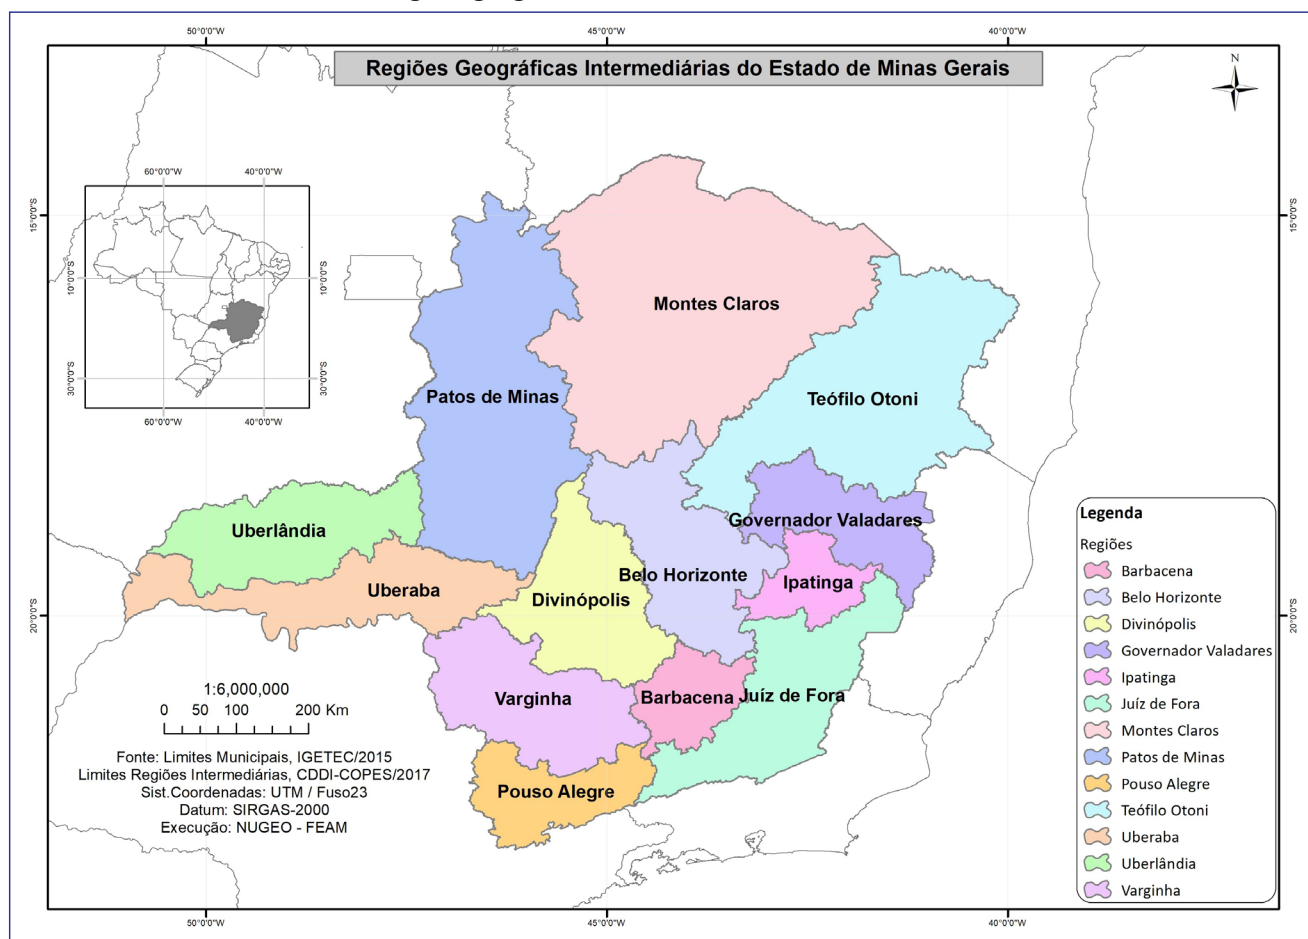 50°0'0"W 45°0'0"W 40°0'0"W
Regiões Geográficas Intermediárias do Estado de Minas Gerais
N
60°0'0"W 40°0'0"W
15°0'0"S 15°0'0"S
10°0'0"S 10°0'0"S
30°0'0"S 30°0'0"S
60°0'0"W 40°0'0"W
Montes Claros
Patos de Minas
Teófilo Otoni
Uberlândia
Governador Valadares
Uberaba
Belo Horizonte
Ipatinga
Divinópolis
20°0'0"S 20°0'0"S
Varginha
Barbacena
Juíz de Fora
Pouso Alegre
1:6,000,000
0 50 100 200 Km
Fonte: Limites Municipais, IGETEC/2015
Limites Regiões Intermediárias, CDDI-COPES/2017
Sist.Coordenadas: UTM / Fuso23
Datum: SIRGAS-2000
Execução: NUGEO - FEAM
Legenda
Regiões
Barbacena
Belo Horizonte
Divinópolis
Governador Valadares
Ipatinga
Juíz de Fora
Montes Claros
Patos de Minas
Pouso Alegre
Teófilo Otoni
Uberaba
Uberlândia
Varginha
50°0'0"W 45°0'0"W 40°0'0"W